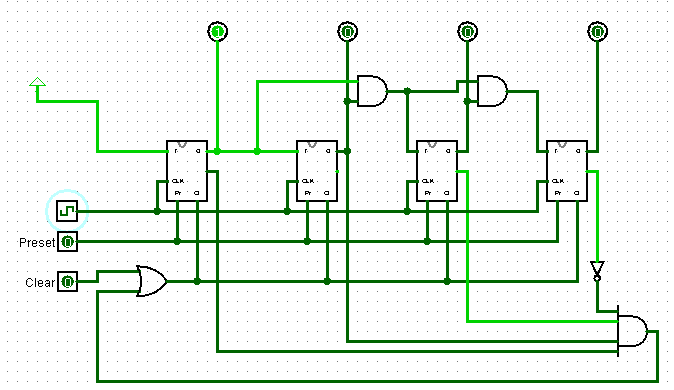 1 0 0 0
T Q T Q T Q T Q
CLK CLK CLK CLK
Pr Cl Pr Cl Pr Cl Pr Cl
Preset 0
Clear 0